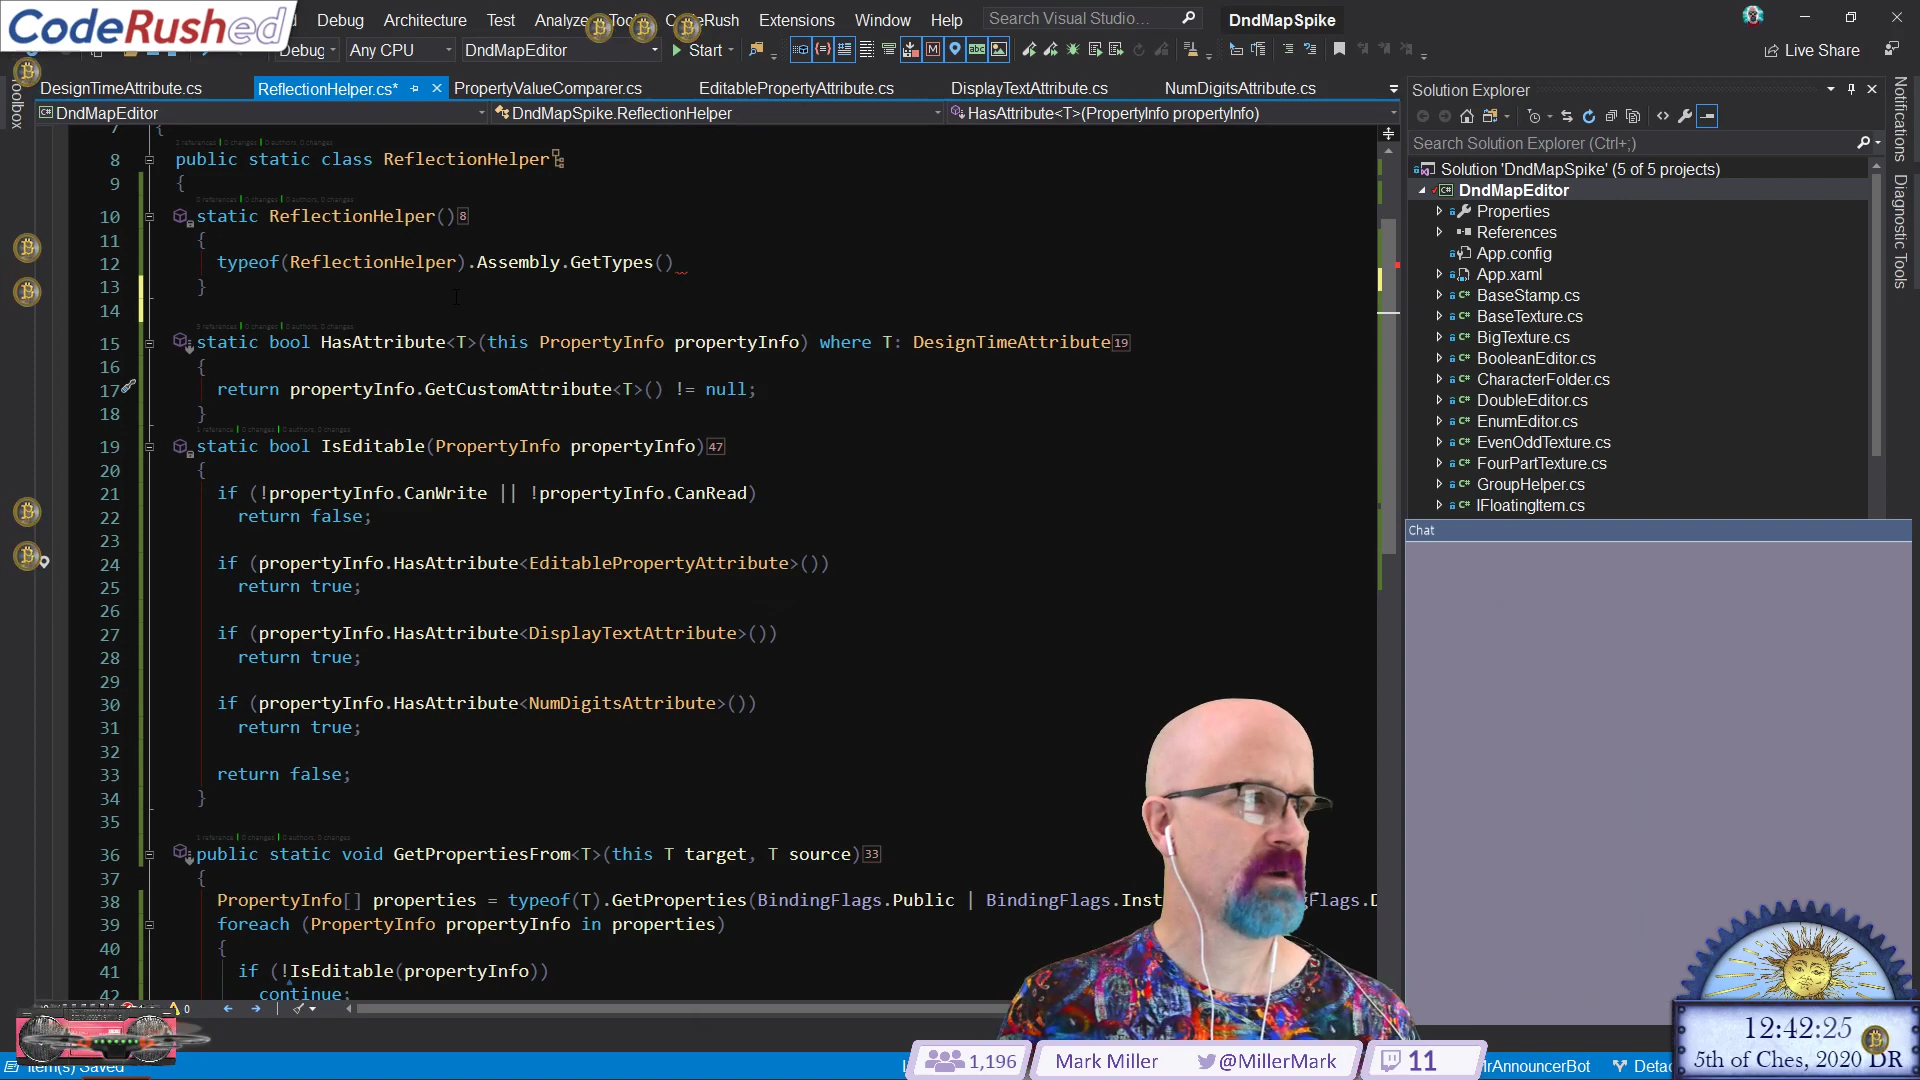 CodeRushed
Debug Architecture Test Analyze Tools CodeRush Extensions Window Help Search Visual Studio... DndMapSpike
Debug Any CPU DndMapEditor Start Live Share
DesignTimeAttribute.cs ReflectionHelper.cs* PropertyValueComparer.cs EditablePropertyAttribute.cs DisplayTextAttribute.cs NumDigitsAttribute.cs
DndMapEditor DndMapSpike.ReflectionHelper HasAttribute<T>(PropertyInfo propertyInfo)
Toolbox
7 {
8 public static class ReflectionHelper
9 {
10 static ReflectionHelper() 8
11 {
12 typeof(ReflectionHelper).Assembly.GetTypes()
13 }
14
15 static bool HasAttribute<T>(this PropertyInfo propertyInfo) where T: DesignTimeAttribute 19
16 {
17 return propertyInfo.GetCustomAttribute<T>() != null;
18 }
19 static bool IsEditable(PropertyInfo propertyInfo) 47
20 {
21 if (!propertyInfo.CanWrite || !propertyInfo.CanRead)
22 return false;
23
24 if (propertyInfo.HasAttribute<EditablePropertyAttribute>())
25 return true;
26
27 if (propertyInfo.HasAttribute<DisplayTextAttribute>())
28 return true;
29
30 if (propertyInfo.HasAttribute<NumDigitsAttribute>())
31 return true;
32
33 return false;
34 }
35
36 public static void GetPropertiesFrom<T>(this T target, T source) 33
37 {
38 PropertyInfo[] properties = typeof(T).GetProperties(BindingFlags.Public | BindingFlags.Inst
39 foreach (PropertyInfo propertyInfo in properties)
40 {
41 if (!IsEditable(propertyInfo))
42 continue;
Solution Explorer
Search Solution Explorer (Ctrl+;)
Solution 'DndMapSpike' (5 of 5 projects)
DndMapEditor
Properties
References
App.config
App.xaml
BaseStamp.cs
BaseTexture.cs
BigTexture.cs
BooleanEditor.cs
CharacterFolder.cs
DoubleEditor.cs
EnumEditor.cs
EvenOddTexture.cs
FourPartTexture.cs
GroupHelper.cs
IFloatingItem.cs
Notifications
Diagnostic Tools
Chat
12:42:25
5th of Ches, 2020 DR
1,196 Mark Miller @MillerMark 11
Item(s) Saved